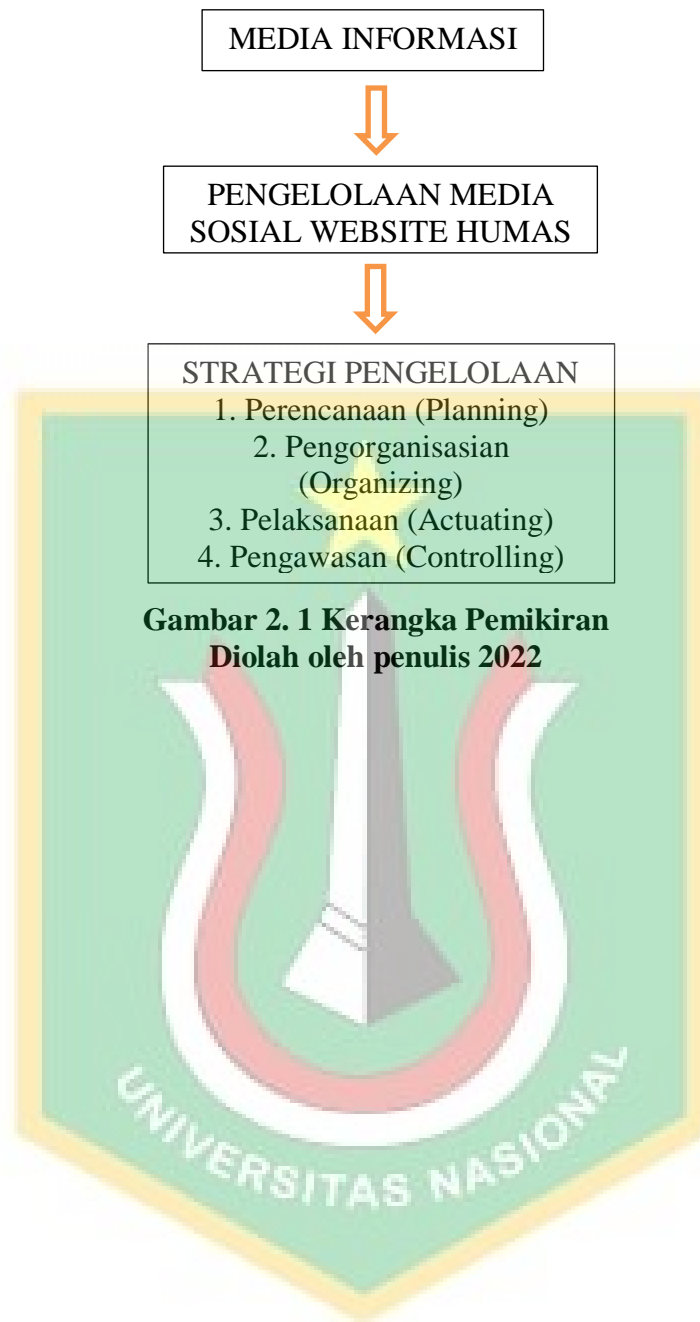 MEDIA INFORMASI
PENGELOLAAN MEDIA
SOSIAL WEBSITE HUMAS
STRATEGI PENGELOLAAN
1. Perencanaan (Planning)
2. Pengorganisasian
(Organizing)
3. Pelaksanaan (Actuating)
4. Pengawasan (Controlling)
Gambar 2. 1 Kerangka Pemikiran
Diolah oleh penulis 2022
UNIVERSITAS NASIONAL